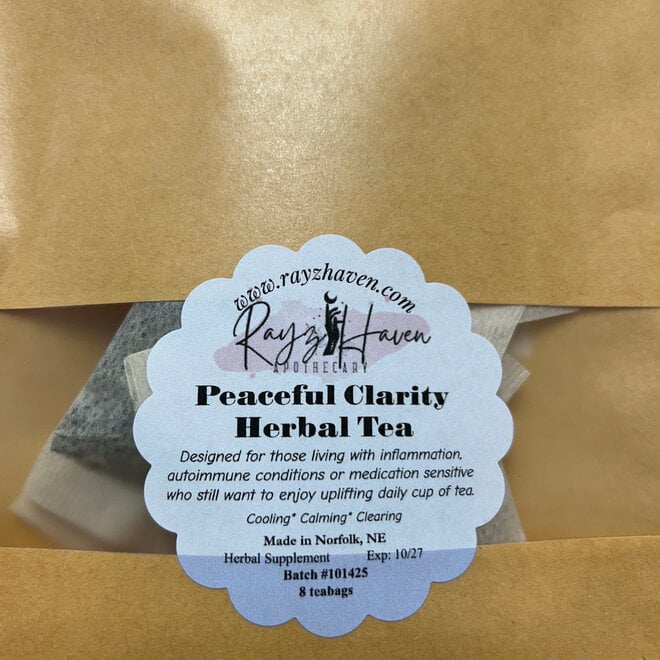 www.rayzhaven.com
Rayz Haven
APOTHECARY
Peaceful Clarity
Herbal Tea
Designed for those living with inflammation,
autoimmune conditions or medication sensitive
who still want to enjoy uplifting daily cup of tea.
Cooling* Calming* Clearing
Made in Norfolk, NE
Herbal Supplement Exp: 10/27
Batch #101425
8 teabags